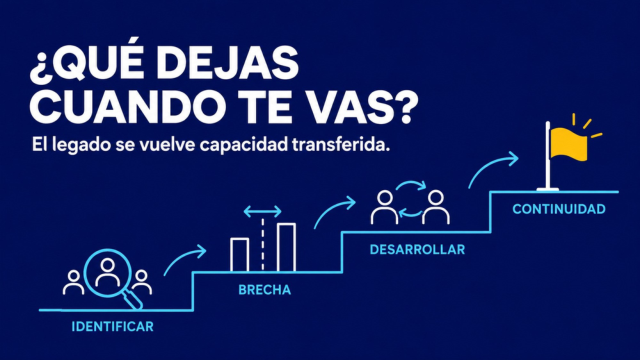 ¿QUÉ DEJAS
CUANDO TE VAS?
El legado se vuelve capacidad transferida.
IDENTIFICAR
BRECHA
DESARROLLAR
CONTINUIDAD